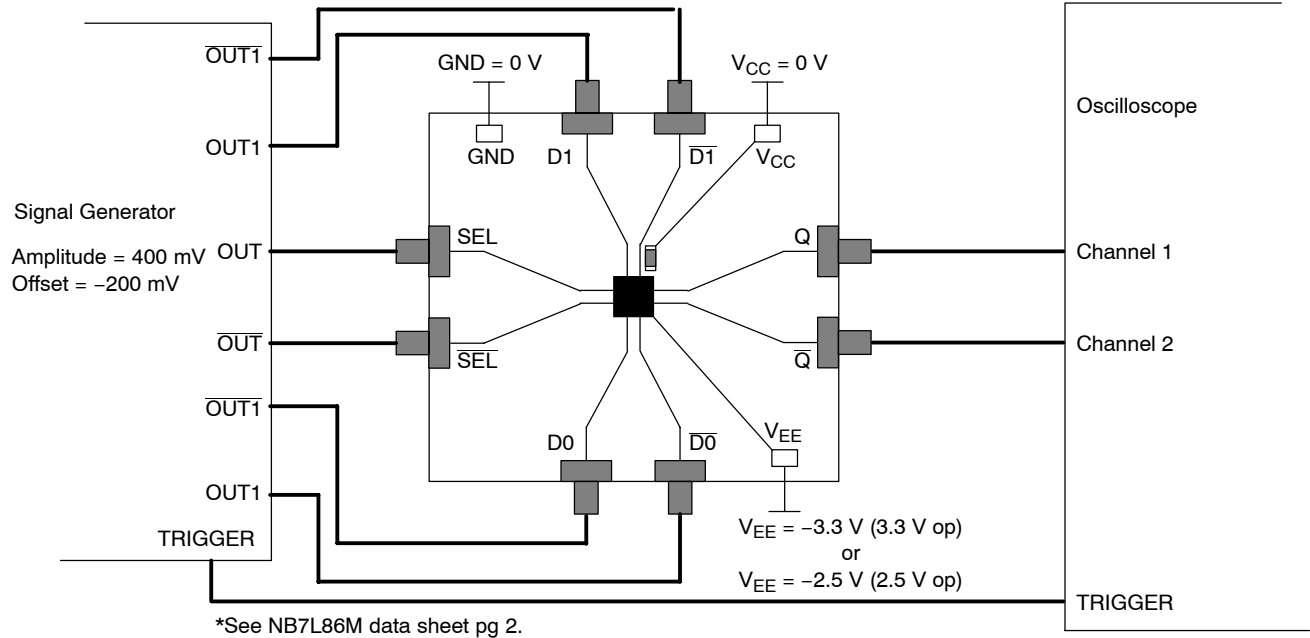 OUT1
GND = 0 V
VCC = 0 V
Oscilloscope
OUT1
GND
D1
D1
VCC
Signal Generator
Amplitude = 400 mV
Offset = −200 mV
OUT
SEL
Q
Channel 1
OUT
SEL
Q
Channel 2
OUT1
D0
D0
VEE
OUT1
TRIGGER
VEE = −3.3 V (3.3 V op)
or
VEE = −2.5 V (2.5 V op)
TRIGGER
*See NB7L86M data sheet pg 2.